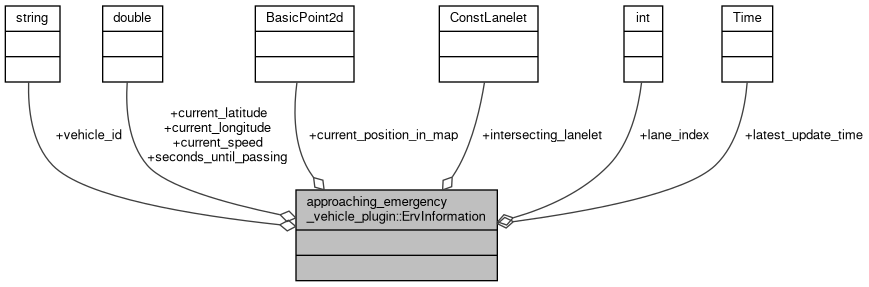 string
double
BasicPoint2d
ConstLanelet
int
Time
+vehicle_id
+current_latitude
+current_longitude
+current_speed
+seconds_until_passing
+current_position_in_map
+intersecting_lanelet
+lane_index
+latest_update_time
approaching_emergency
_vehicle_plugin::ErvInformation